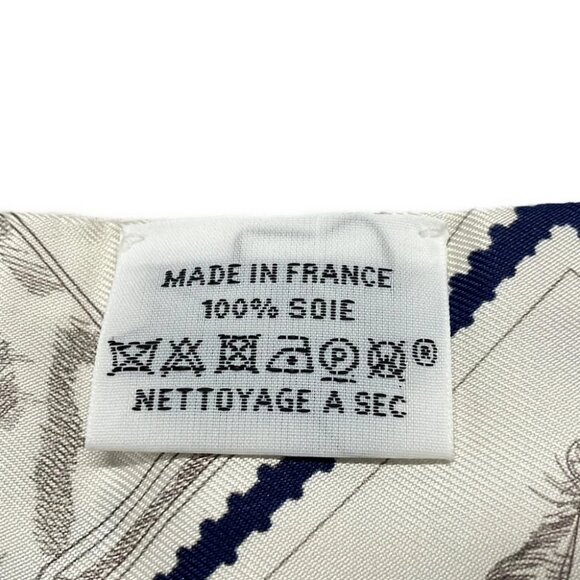 MADE IN FRANCE
100% SOIE
P W ®
NETTOYAGE A SEC